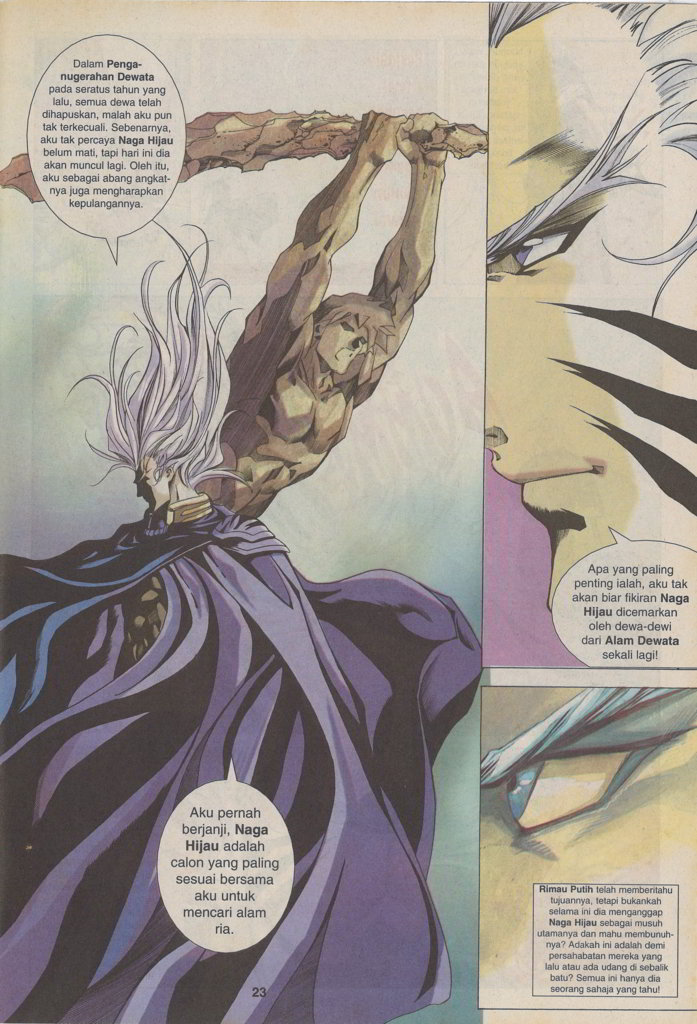 Dalam Penga-
nugerahan Dewata
pada seratus tahun yang
lalu, semua dewa telah
dihapuskan, malah aku pun
tak terkecuali. Sebenarnya,
aku tak percaya Naga Hijau
belum mati, tapi hari ini dia
akan muncul lagi. Oleh itu,
aku sebagai abang angkat-
nya juga mengharapkan
kepulangannya.
Apa yang paling
penting ialah, aku tak
akan biar fikiran Naga
Hijau dicemarkan
oleh dewa-dewi
dari Alam Dewata
sekali lagi!
Aku pernah
berjanji, Naga
Hijau adalah
calon yang paling
sesuai bersama
aku untuk
mencari alam
ria.
Rimau Putih telah memberitahu
tujuannya, tetapi bukankah
selama ini dia menganggap
Naga Hijau sebagai musuh
utamanya dan mahu membunuh-
nya? Adakah ini adalah demi
persahabatan mereka yang
lalu atau ada udang di sebalik
batu? Semua ini hanya dia
seorang sahaja yang tahu!
23